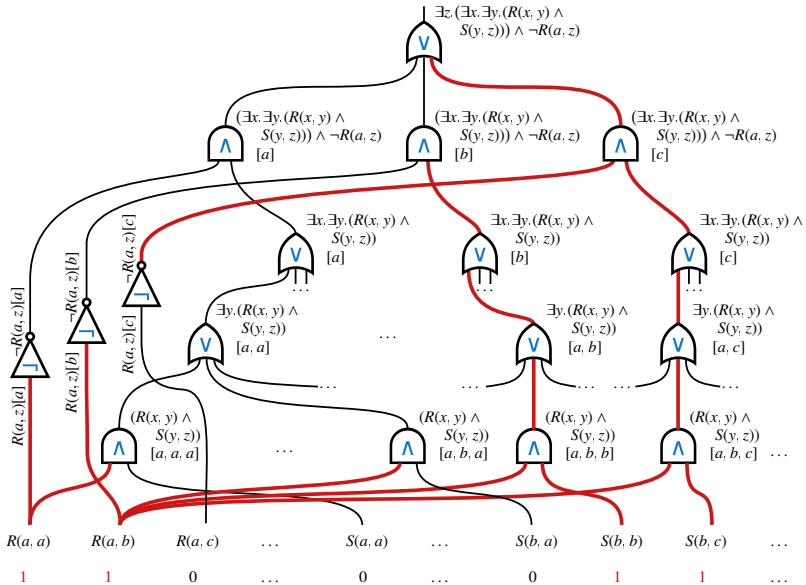 ∃z.(∃x.∃y.(R(x, y) ∧
S(y, z))) ∧ ¬R(a, z)
∨
(∃x.∃y.(R(x, y) ∧
S(y, z))) ∧ ¬R(a, z)
[a]
∧
(∃x.∃y.(R(x, y) ∧
S(y, z))) ∧ ¬R(a, z)
[b]
∧
(∃x.∃y.(R(x, y) ∧
S(y, z))) ∧ ¬R(a, z)
[c]
∧
∃x.∃y.(R(x, y) ∧
S(y, z))
[a]
∨
...
∃x.∃y.(R(x, y) ∧
S(y, z))
[b]
∨
...
∃x.∃y.(R(x, y) ∧
S(y, z))
[c]
∨
...
¬R(a, z)[a]
¬
R(a, z)[a]
¬R(a, z)[b]
¬
R(a, z)[b]
¬R(a, z)[c]
¬
R(a, z)[c]
∃y.(R(x, y) ∧
S(y, z))
[a, a]
∨
...
...
∃y.(R(x, y) ∧
S(y, z))
[a, b]
∨
...
...
∃y.(R(x, y) ∧
S(y, z))
[a, c]
∨
...
...
(R(x, y) ∧
S(y, z))
[a, a, a]
∧
...
(R(x, y) ∧
S(y, z))
[a, b, a]
∧
(R(x, y) ∧
S(y, z))
[a, b, b]
∧
(R(x, y) ∧
S(y, z))
[a, b, c]
∧
...
R(a, a) R(a, b) R(a, c) ... S(a, a) ... S(b, a) S(b, b) S(b, c) ...
1 1 0 ... 0 ... 0 1 1 ...